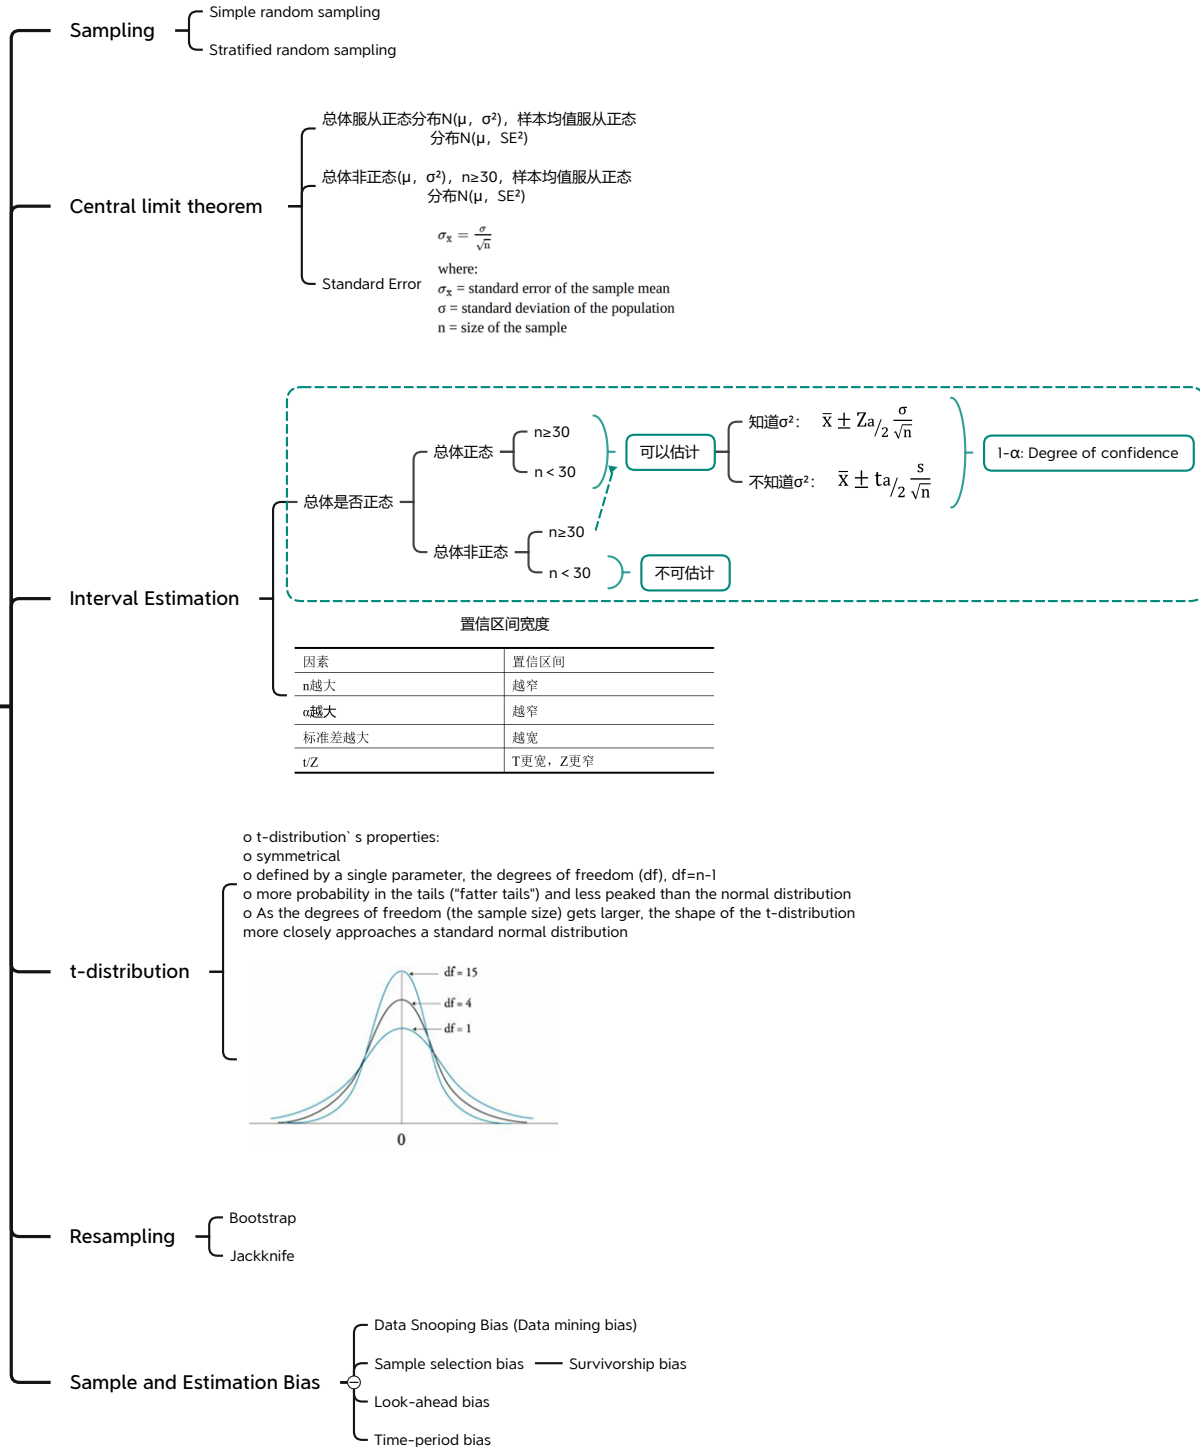 Sampling
Simple random sampling
Stratified random sampling
Central limit theorem
总体服从正态分布N(μ，σ²)，样本均值服从正态
分布N(μ，SE²)
总体非正态(μ，σ²)，n≥30，样本均值服从正态
分布N(μ，SE²)
Standard Error
σx̄ = σ/√n
where:
σx̄ = standard error of the sample mean
σ = standard deviation of the population
n = size of the sample
Interval Estimation
总体是否正态
总体正态
n≥30
n < 30
总体非正态
n≥30
n < 30
可以估计
不可估计
知道σ²： x̄ ± Za/2 σ/√n
不知道σ²： x̄ ± ta/2 s/√n
1-α: Degree of confidence
置信区间宽度
因素 置信区间
n越大 越窄
α越大 越窄
标准差越大 越宽
t/Z T更宽，Z更窄
t-distribution
o t-distribution` s properties:
o symmetrical
o defined by a single parameter, the degrees of freedom (df), df=n-1
o more probability in the tails ("fatter tails") and less peaked than the normal distribution
o As the degrees of freedom (the sample size) gets larger, the shape of the t-distribution
more closely approaches a standard normal distribution
df = 15
df = 4
df = 1
0
Resampling
Bootstrap
Jackknife
Sample and Estimation Bias
Data Snooping Bias (Data mining bias)
Sample selection bias
Survivorship bias
Look-ahead bias
Time-period bias